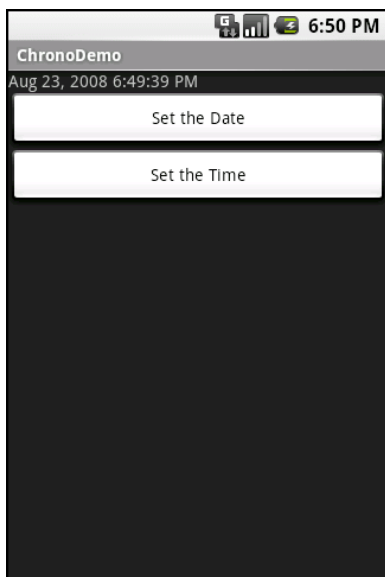 6:50 PM
ChronoDemo
Aug 23, 2008 6:49:39 PM
Set the Date
Set the Time